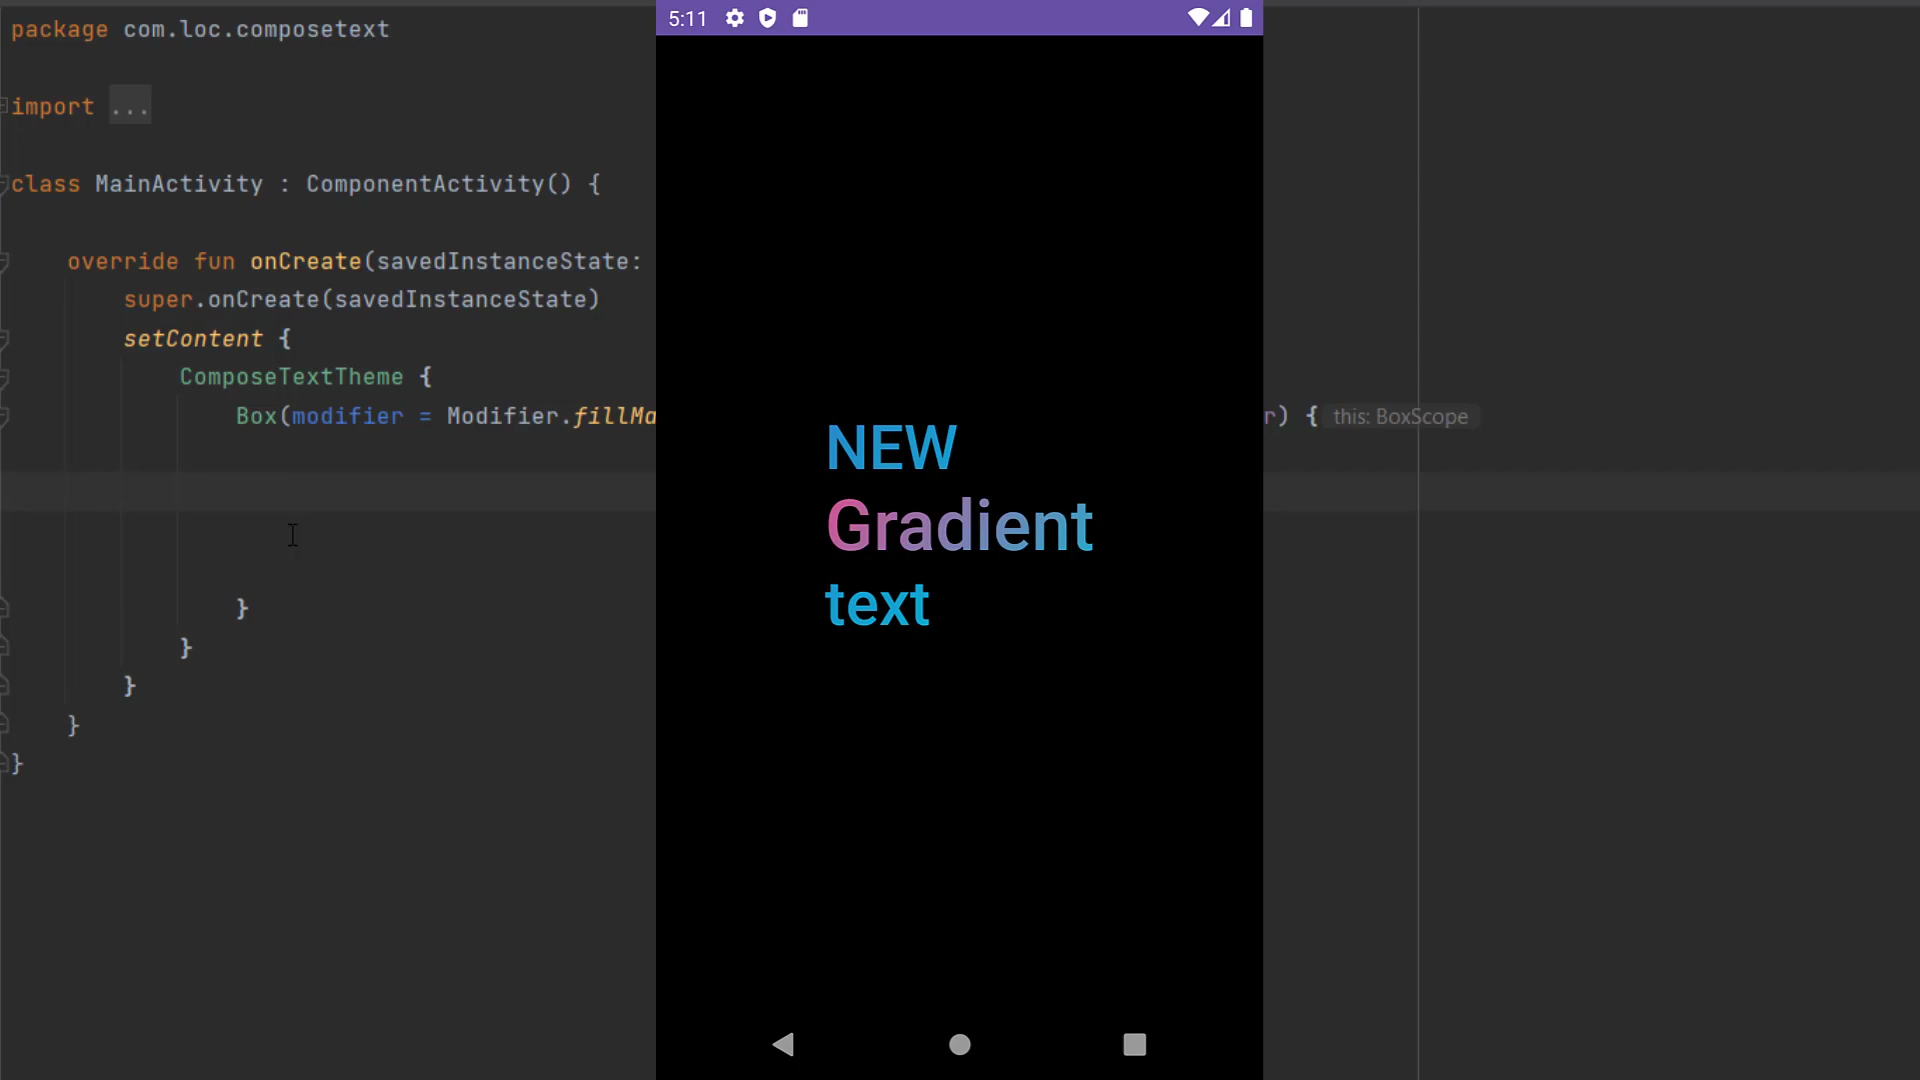 package com.loc.composetext
import ...
class MainActivity : ComponentActivity() {
override fun onCreate(savedInstanceState:
super.onCreate(savedInstanceState)
setContent {
ComposeTextTheme {
Box(modifier = Modifier.fillMa
r) { this: BoxScope
}
}
}
}
}
5:11
NEW
Gradient
text